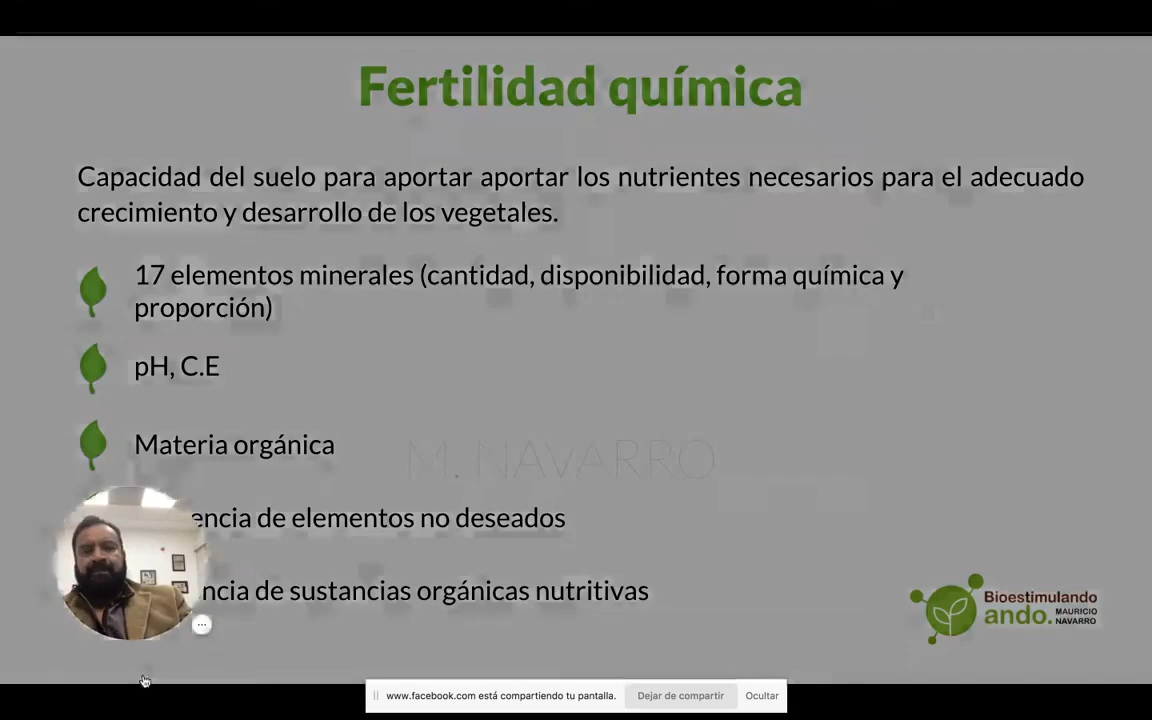 Fertilidad química
Capacidad del suelo para aportar aportar los nutrientes necesarios para el adecuado
crecimiento y desarrollo de los vegetales.
17 elementos minerales (cantidad, disponibilidad, forma química y
proporción)
pH, C.E
Materia orgánica
M. NAVARRO
encia de elementos no deseados
ncia de sustancias orgánicas nutritivas
Bioestimulando
ando. MAURICIO
NAVARRO
www.facebook.com está compartiendo tu pantalla. Dejar de compartir Ocultar